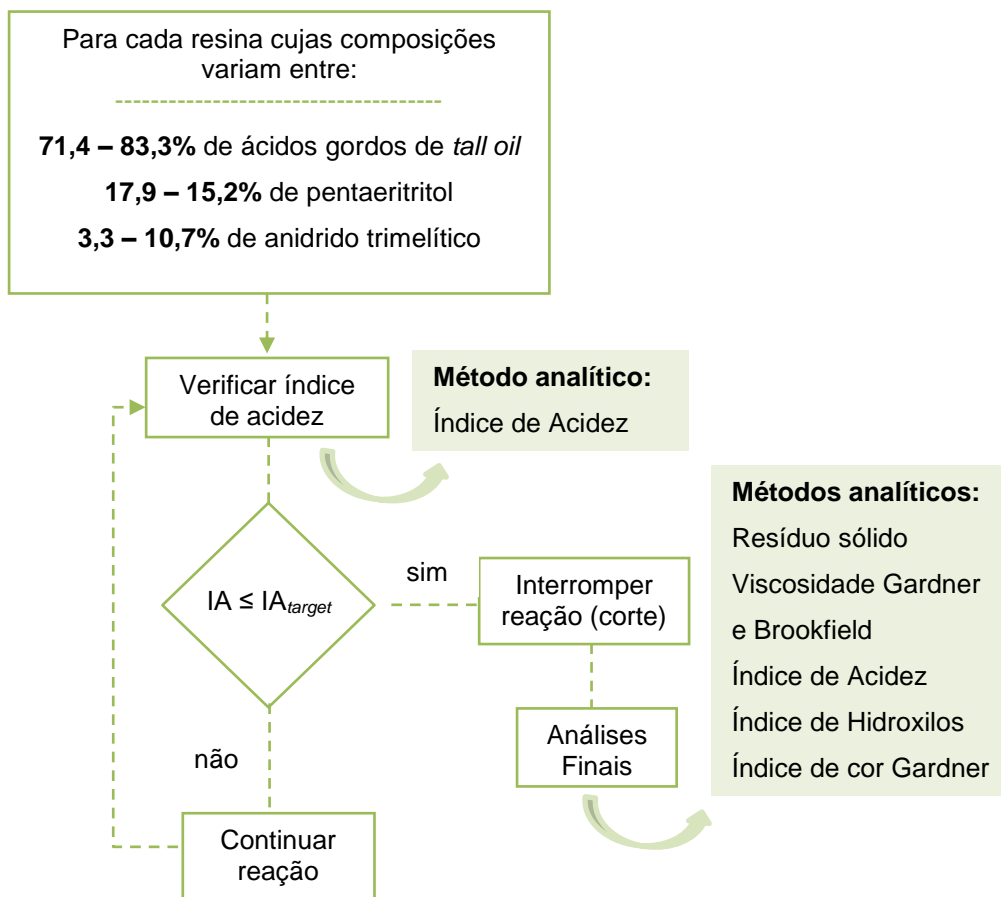 Para cada resina cujas composições
variam entre:
71,4 – 83,3% de ácidos gordos de tall oil
17,9 – 15,2% de pentaeritritol
3,3 – 10,7% de anidrido trimelítico
Verificar índice
de acidez
Método analítico:
Índice de Acidez
IA ≤ IAtarget
sim
não
Interromper
reação (corte)
Análises
Finais
Métodos analíticos:
Resíduo sólido
Viscosidade Gardner
e Brookfield
Índice de Acidez
Índice de Hidroxilos
Índice de cor Gardner
Continuar
reação